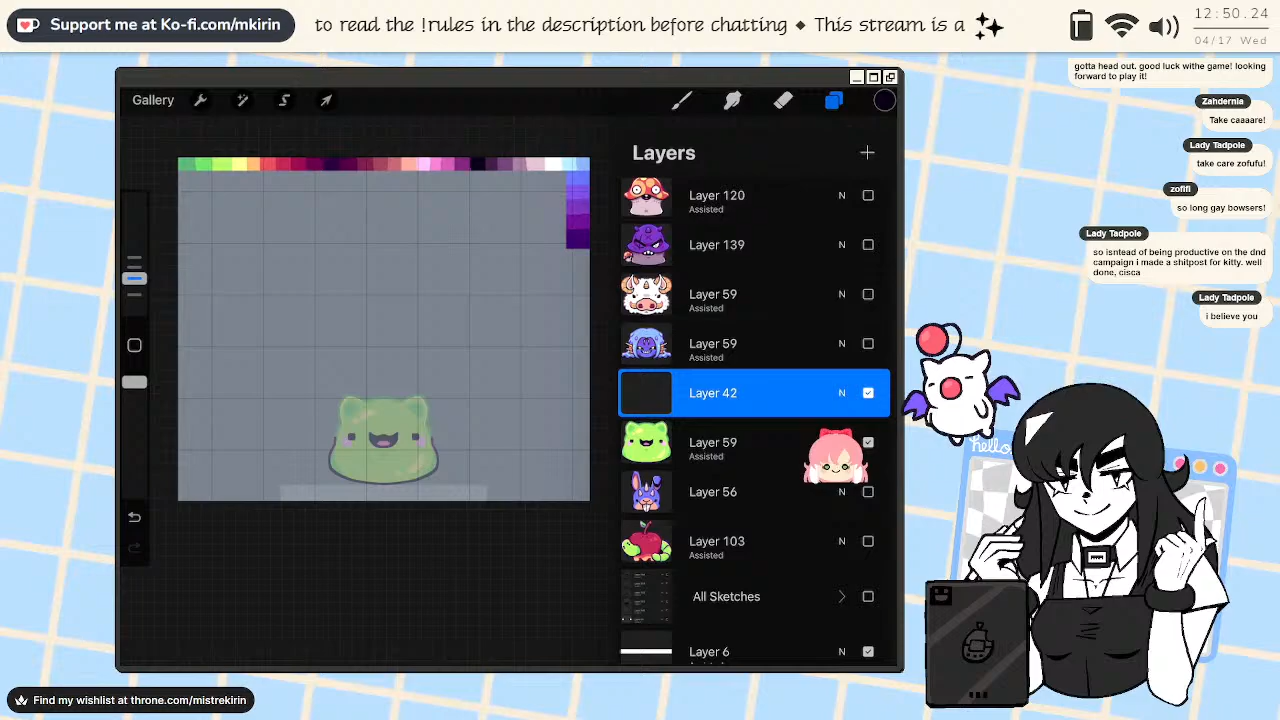 Support me at Ko-fi.com/mkirin
to read the !rules in the description before chatting ◆ This stream is a
12:50.24
04/17 Wed
gotta head out. good luck withe game! looking
forward to play it!
Zahdernia
Take caaaare!
Lady Tadpole
take care zofufu!
zofifi
so long gay bowsers!
Lady Tadpole
so isntead of being productive on the dnd
campaign i made a shitpost for kitty. well
done, cisca
Lady Tadpole
i believe you
Gallery
Layers
Layer 120
N
Assisted
Layer 139
N
Layer 59
N
Assisted
Layer 59
N
Assisted
Layer 42
N
Layer 59
Assisted
Layer 56
N
Layer 103
N
Assisted
All Sketches
Layer 6
N
hello
Find my wishlist at throne.com/mistrekirin